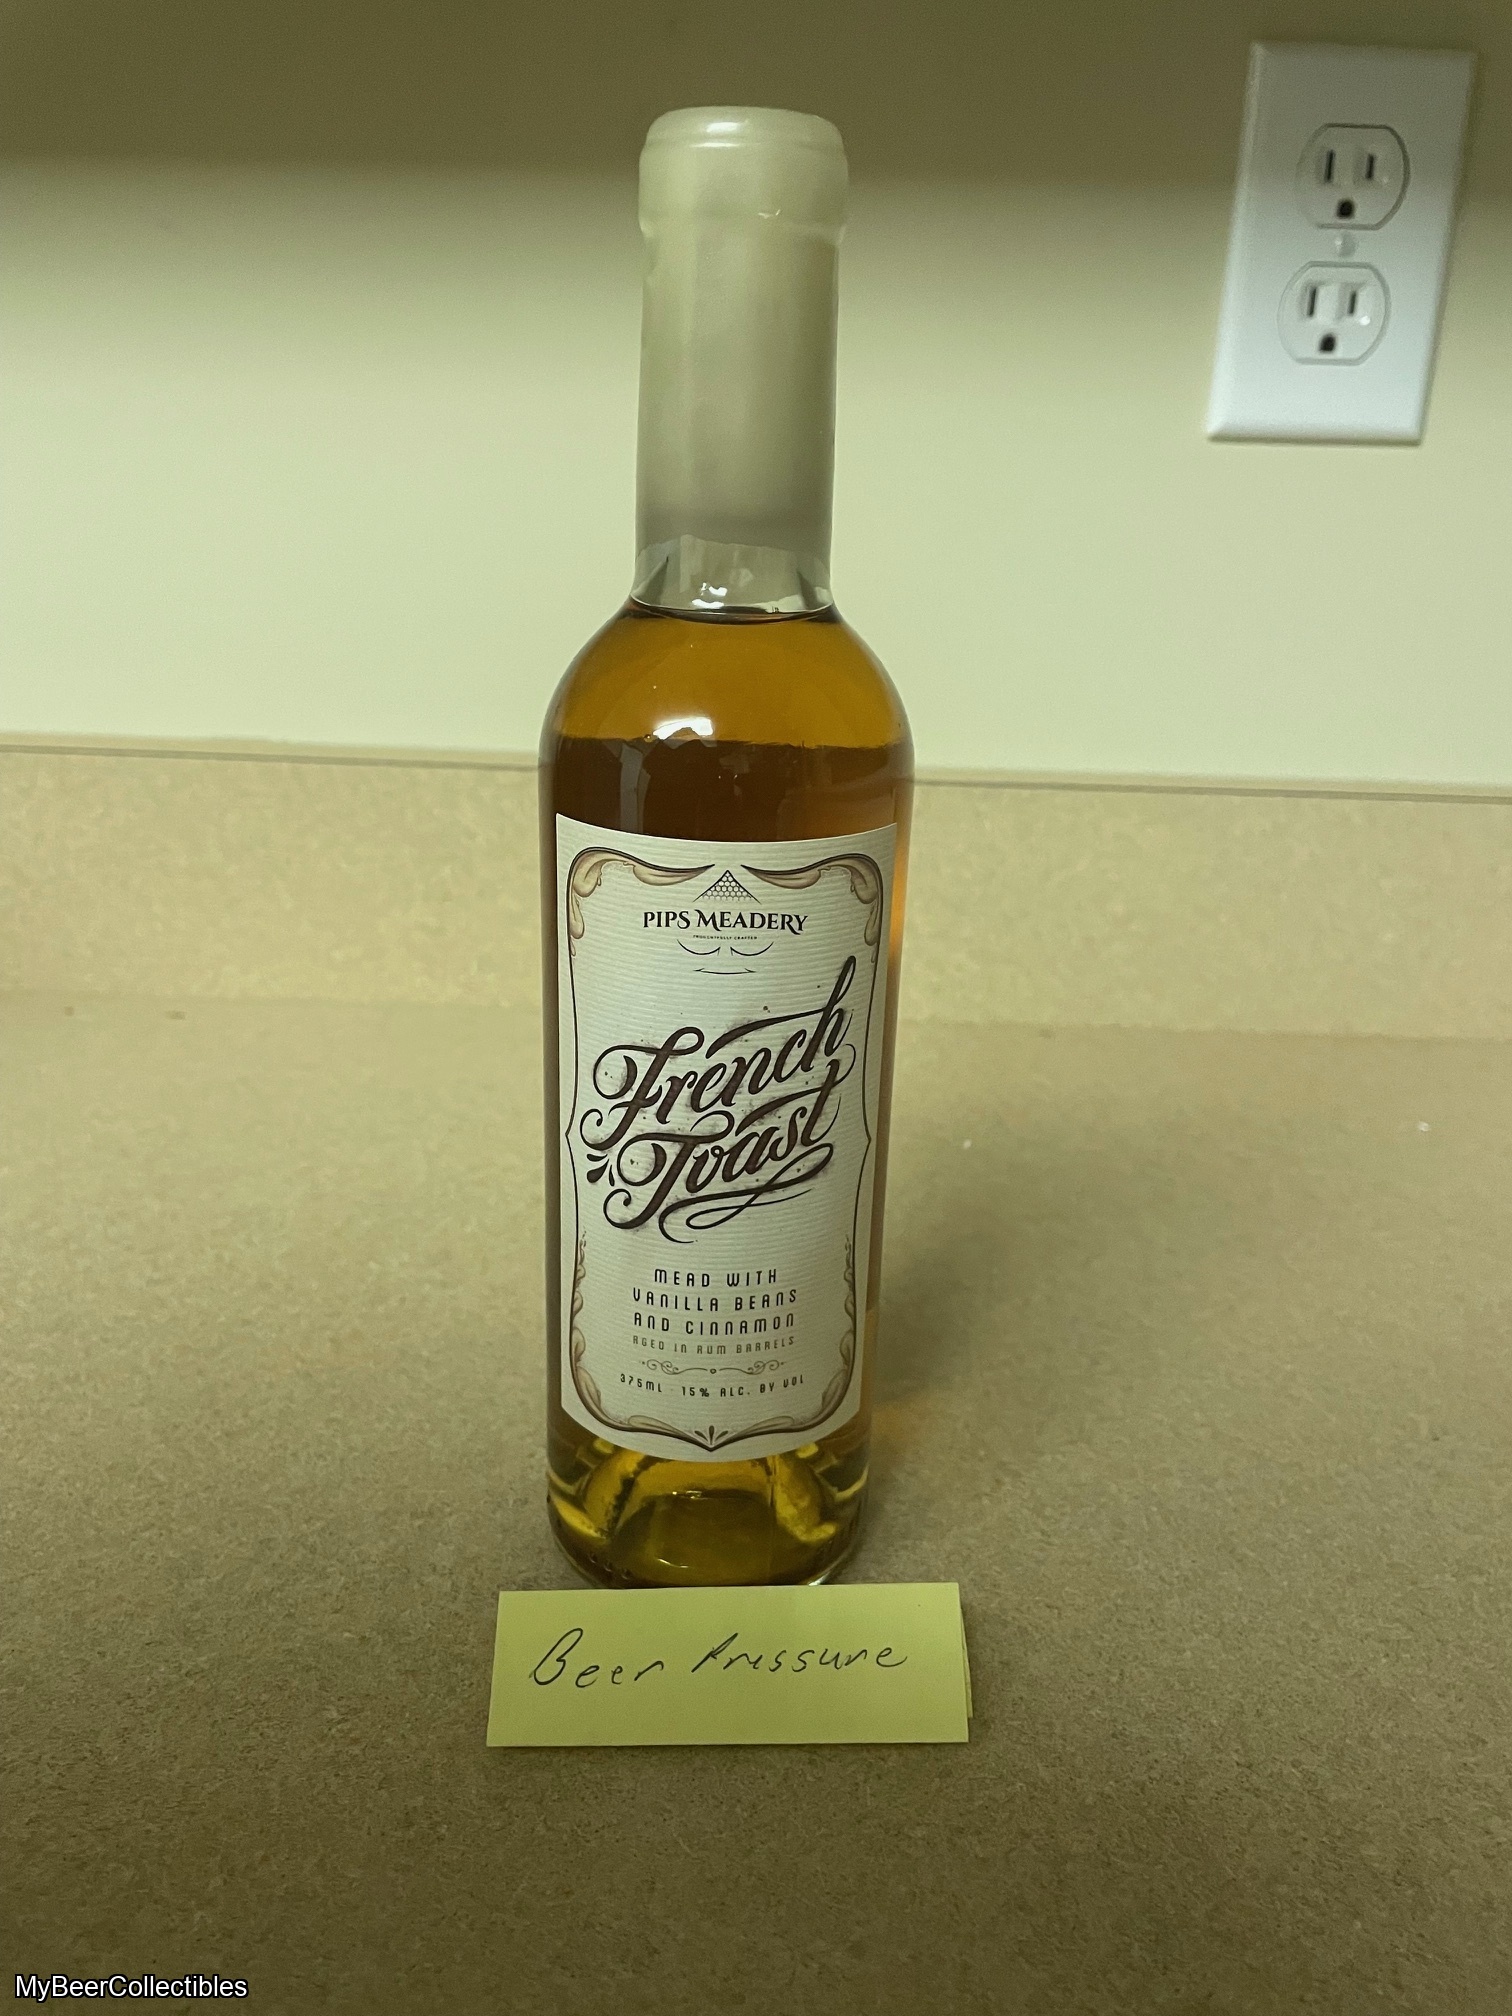 PIPS MEADERY
French
Toast
MEAD WITH
VANILLA BEANS
AND CINNAMON
AGED IN RUM BARRELS
375ML · 15% ALC. BY VOL
Beer Pressure
MyBeerCollectibles